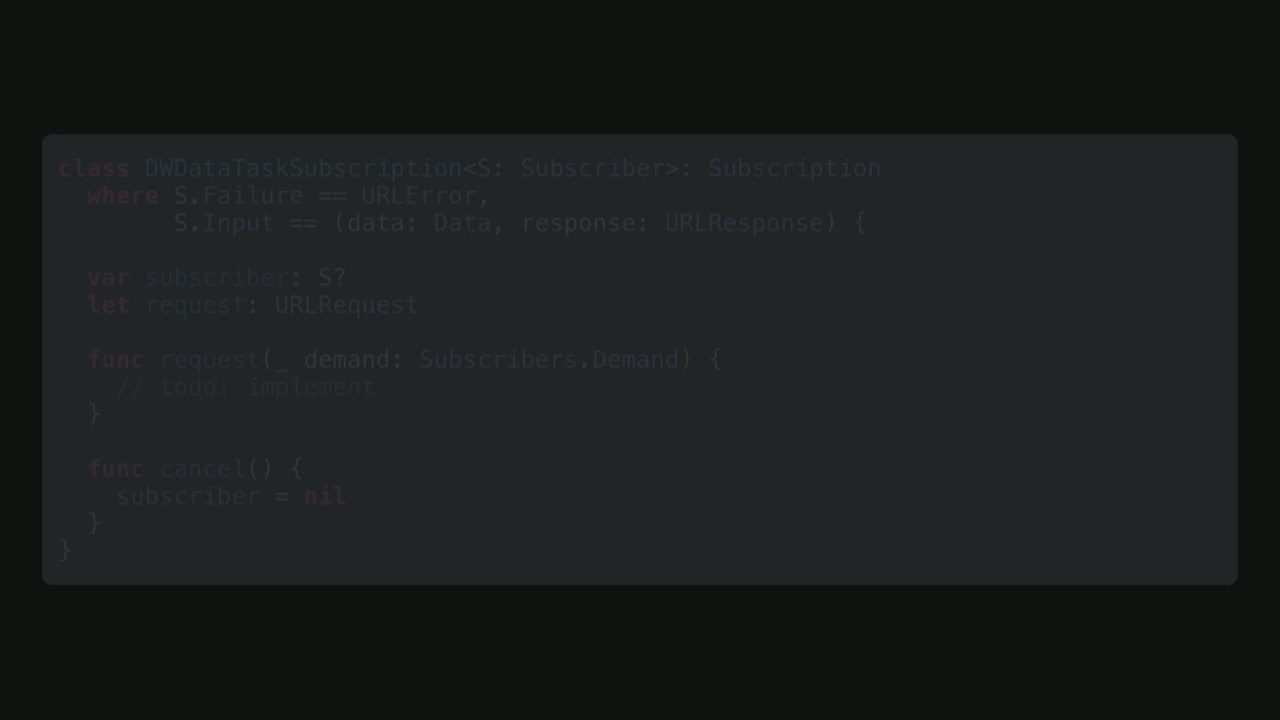 class DWDataTaskSubscription<S: Subscriber>: Subscription
  where S.Failure == URLError,
        S.Input == (data: Data, response: URLResponse) {
  var subscriber: S?
  let request: URLRequest
  func request(_ demand: Subscribers.Demand) {
    // todo: implement
  }
  func cancel() {
    subscriber = nil
  }
}